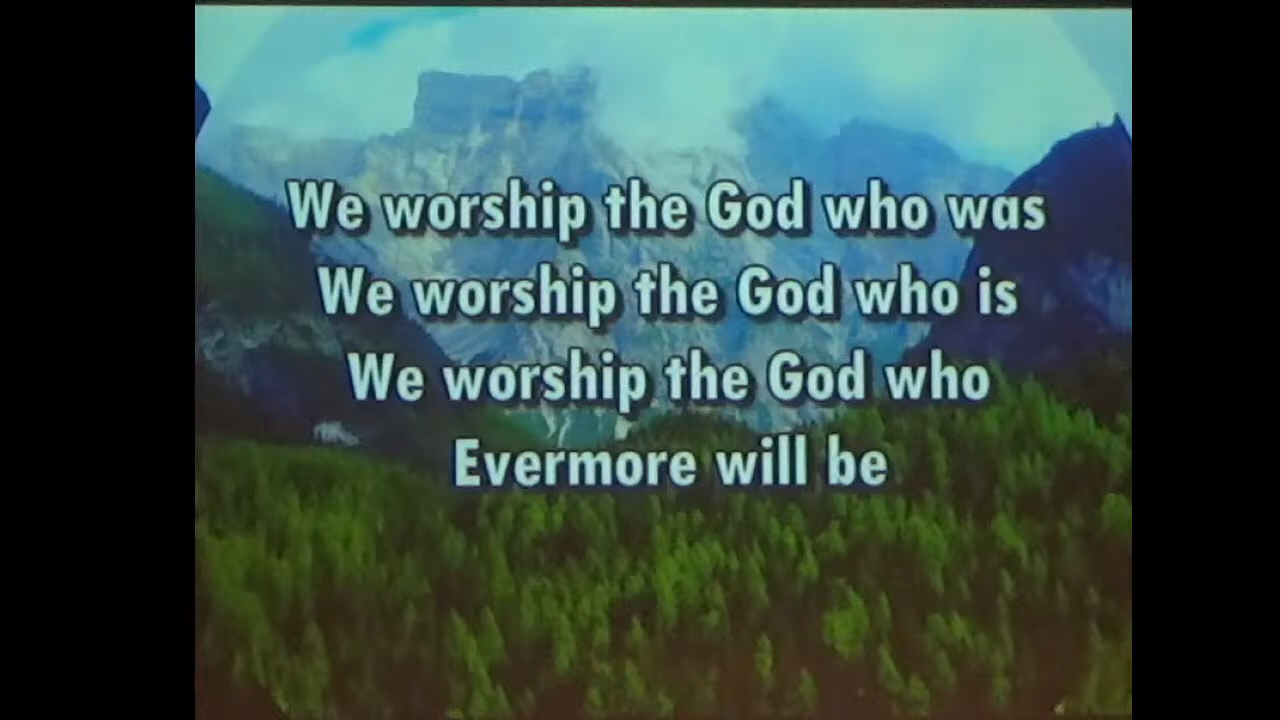 We worship the God who was
We worship the God who is
We worship the God who
Evermore will be